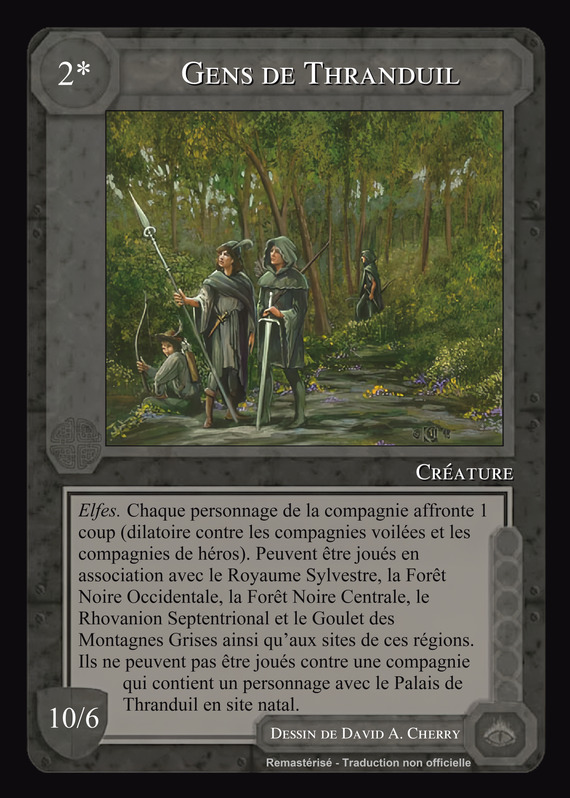 2*
Gens de Thranduil
Créature
Elfes. Chaque personnage de la compagnie affronte 1
coup (dilatoire contre les compagnies voilées et les
compagnies de héros). Peuvent être joués en
association avec le Royaume Sylvestre, la Forêt
Noire Occidentale, la Forêt Noire Centrale, le
Rhovanion Septentrional et le Goulet des
Montagnes Grises ainsi qu'aux sites de ces régions.
Ils ne peuvent pas être joués contre une compagnie
qui contient un personnage avec le Palais de
Thranduil en site natal.
10/6
Dessin de David A. Cherry
Remastérisé - Traduction non officielle